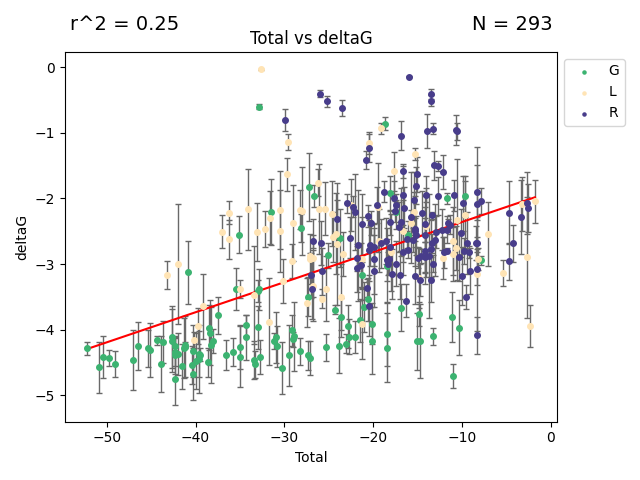 r^2 = 0.25
N = 293
Total vs deltaG
G
L
R
0
−1
−2
−3
−4
−5
deltaG
−50
−40
−30
−20
−10
0
Total